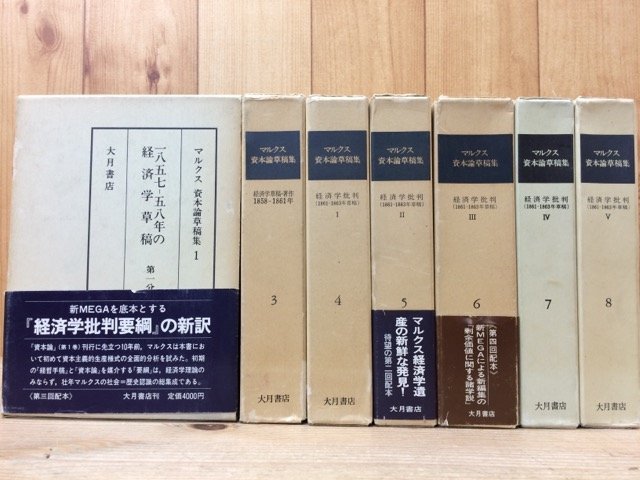 マルクス 資本論草稿集 1
一八五七―五八年の
経済学草稿
第一分
大月書店
新MEGAを底本とする
『経済学批判要綱』の新訳
「資本論」(第1巻)刊行に先立つ10年前、マルクスは本書にお
いて初めて資本主義的生産様式の全面的分析を試みた。初期
の「経哲手稿」と「資本論」を媒介する「要綱」は、経済学理論の
みならず、壮年マルクスの社会=歴史認識の総集成である。
〈第三回配本〉
大月書店刊 定価4000円
マルクス
資本論草稿集
経済学草稿・著作
1858-1861年
3
大月書店
マルクス
資本論草稿集
経済学批判
(1861-1863年草稿)
I
4
大月書店
マルクス
資本論草稿集
経済学批判
(1861-1863年草稿)
II
5
マルクス経済学遺
産の新鮮な発見!
待望の第二回配本
大月書店
マルクス
資本論草稿集
経済学批判
(1861-1863年草稿)
III
6
〈第四回配本〉
新MEGAによる新編集の
『剰余価値に関する諸学説』
大月書店
マルクス
資本論草稿集
経済学批判
(1861-1863年草稿)
IV
7
大月書店
マルクス
資本論草稿集
経済学批判
(1861-1863年草稿)
V
8
大月書店